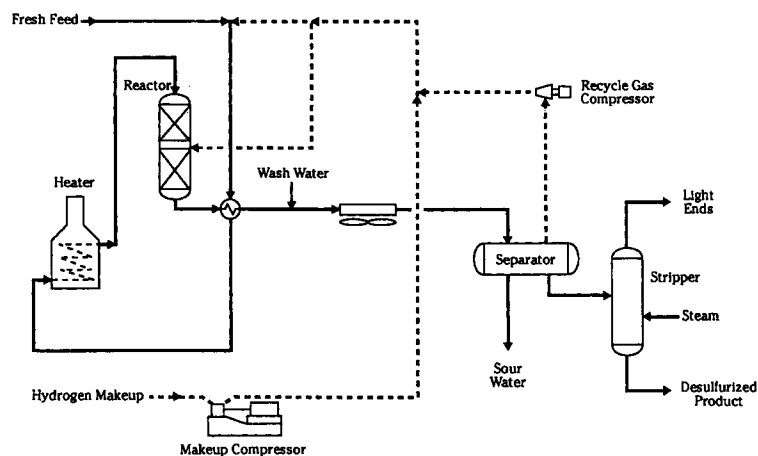 Fresh Feed
Reactor
Recycle Gas
Compressor
Wash Water
Heater
Light
Ends
Separator
Stripper
Steam
Sour
Water
Hydrogen Makeup
Desulfurized
Product
Makeup Compressor